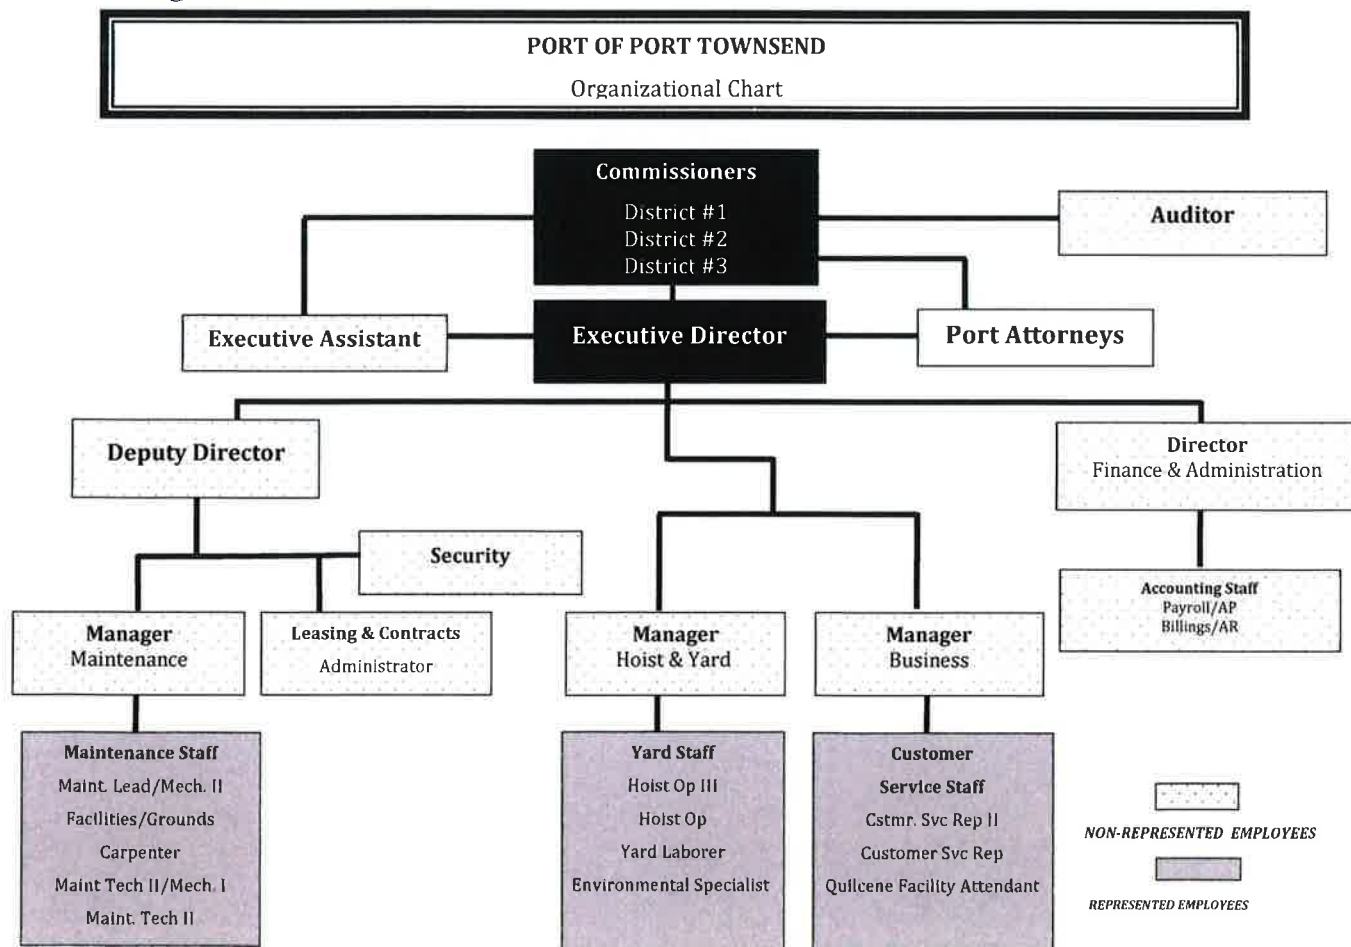 PORT OF PORT TOWNSEND
Organizational Chart
Commissioners
District #1
District #2
District #3
Auditor
Executive Assistant
Executive Director
Port Attorneys
Deputy Director
Director
Finance & Administration
Security
Accounting Staff
Payroll/AP
Billings/AR
Manager
Maintenance
Leasing & Contracts
Administrator
Manager
Hoist & Yard
Manager
Business
Maintenance Staff
Maint. Lead/Mech. II
Facilities/Grounds
Carpenter
Maint Tech II/Mech. I
Maint. Tech II
Yard Staff
Hoist Op III
Hoist Op
Yard Laborer
Environmental Specialist
Customer
Service Staff
Cstmr. Svc Rep II
Customer Svc Rep
Quilcene Facility Attendant
NON-REPRESENTED EMPLOYEES
REPRESENTED EMPLOYEES